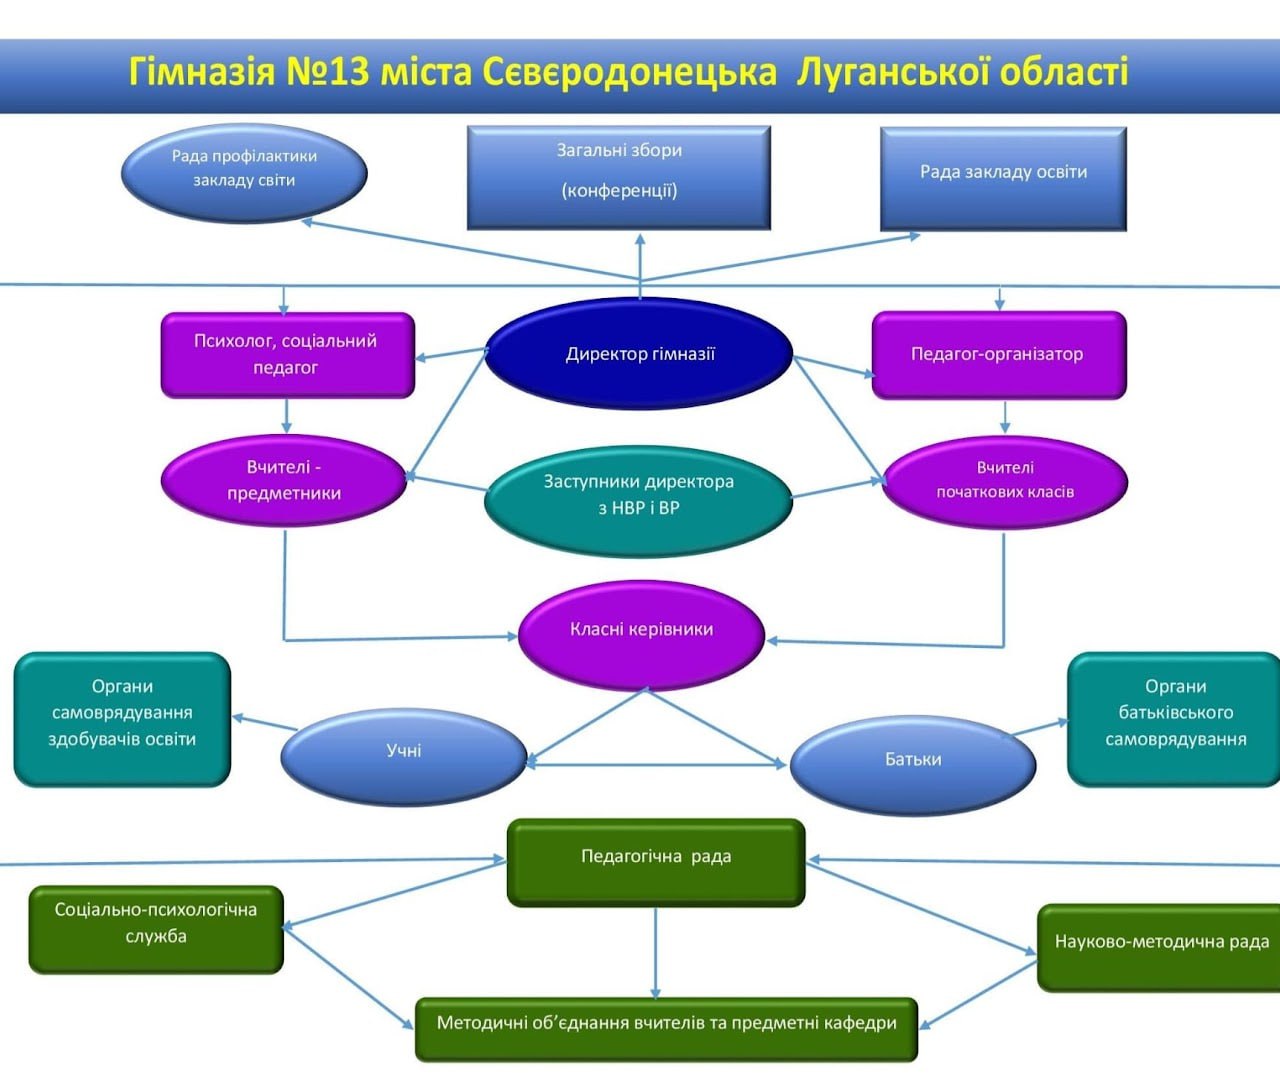 Гімназія №13 міста Сєвєродонецька Луганської області
Рада профілактики
закладу світи
Загальні збори
(конференції)
Рада закладу освіти
Психолог, соціальний
педагог
Директор гімназії
Педагог-організатор
Вчителі -
предметники
Заступники директора
з НВР і ВР
Вчителі
початкових класів
Класні керівники
Органи
самоврядування
здобувачів освіти
Учні
Батьки
Органи
батьківського
самоврядування
Педагогічна рада
Соціально-психологічна
служба
Науково-методична рада
Методичні об’єднання вчителів та предметні кафедри